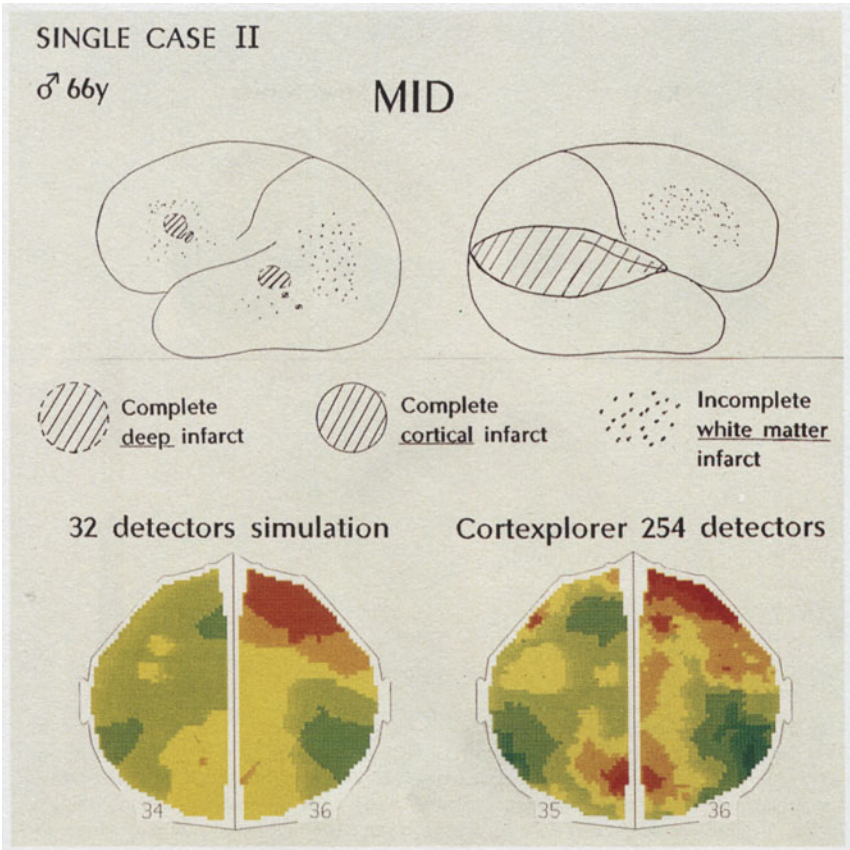 SINGLE CASE II
♂ 66y
MID
Complete
deep infarct
Complete
cortical infarct
Incomplete
white matter
infarct
32 detectors simulation
Cortexplorer 254 detectors
34
36
35
36